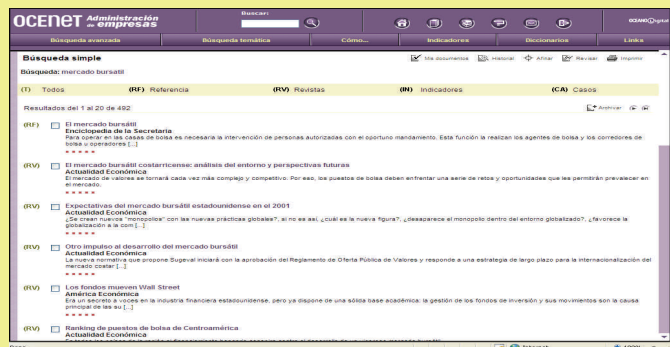 OCENET Administración de empresas
Buscar:
OCEANO Digital
Búsqueda avanzada Búsqueda temática Cómo... Indicadores Diccionarios Links
Búsqueda simple
Mis documentos Historial Afinar Revisar Imprimir
Búsqueda: mercado bursatil
(T) Todos (RF) Referencia (RV) Revistas (IN) Indicadores (CA) Casos
Resultados del 1 al 20 de 492
Archivar
(RF) El mercado bursátil
Enciclopedia de la Secretaria
Para operar en las casas de bolsa es necesaria la intervención de personas autorizadas con el oportuno mandamiento. Esta función la realizan los agentes de bolsa y los corredores de
bolsa u operadores [...]
*****
(RV) El mercado bursátil costarricense: análisis del entorno y perspectivas futuras
Actualidad Económica
El mercado de valores se tornará cada vez más complejo y competitivo. Por eso, los puestos de bolsa deben enfrentar una serie de retos y oportunidades que les permitirán prevalecer en
el mercado.
*****
(RV) Expectativas del mercado bursátil estadounidense en el 2001
Actualidad Económica
¿Se crean nuevos "monopolios" con las nuevas prácticas globales?, si no es así, ¿cuál es la nueva figura?, ¿desaparece el monopolio dentro del entorno globalizado?, ¿favorece la
globalización a la com [...]
*****
(RV) Otro impulso al desarrollo del mercado bursátil
Actualidad Económica
La nueva normativa que propone Sugeval iniciará con la aprobación del Reglamento de Oferta Pública de Valores y responde a una estrategia de largo plazo para la internacionalización del
mercado costar [...]
*****
(RV) Los fondos mueven Wall Street
América Económica
Era un secreto a voces en la industria financiera estadounidense, pero ya dispone de una sólida base académica: la gestión de los fondos de inversión y sus movimientos son la causa
principal de las su [...]
*****
(RV) Ranking de puestos de bolsa de Centroamérica
Actualidad Económica
Internet 100%